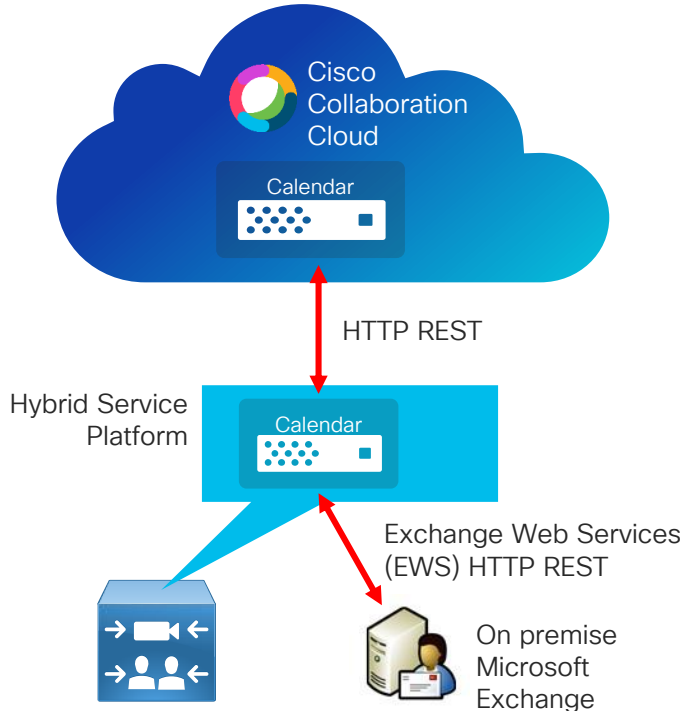 Cisco
Collaboration
Cloud
Calendar
HTTP REST
Hybrid Service
Platform
Calendar
Exchange Web Services
(EWS) HTTP REST
On premise
Microsoft
Exchange